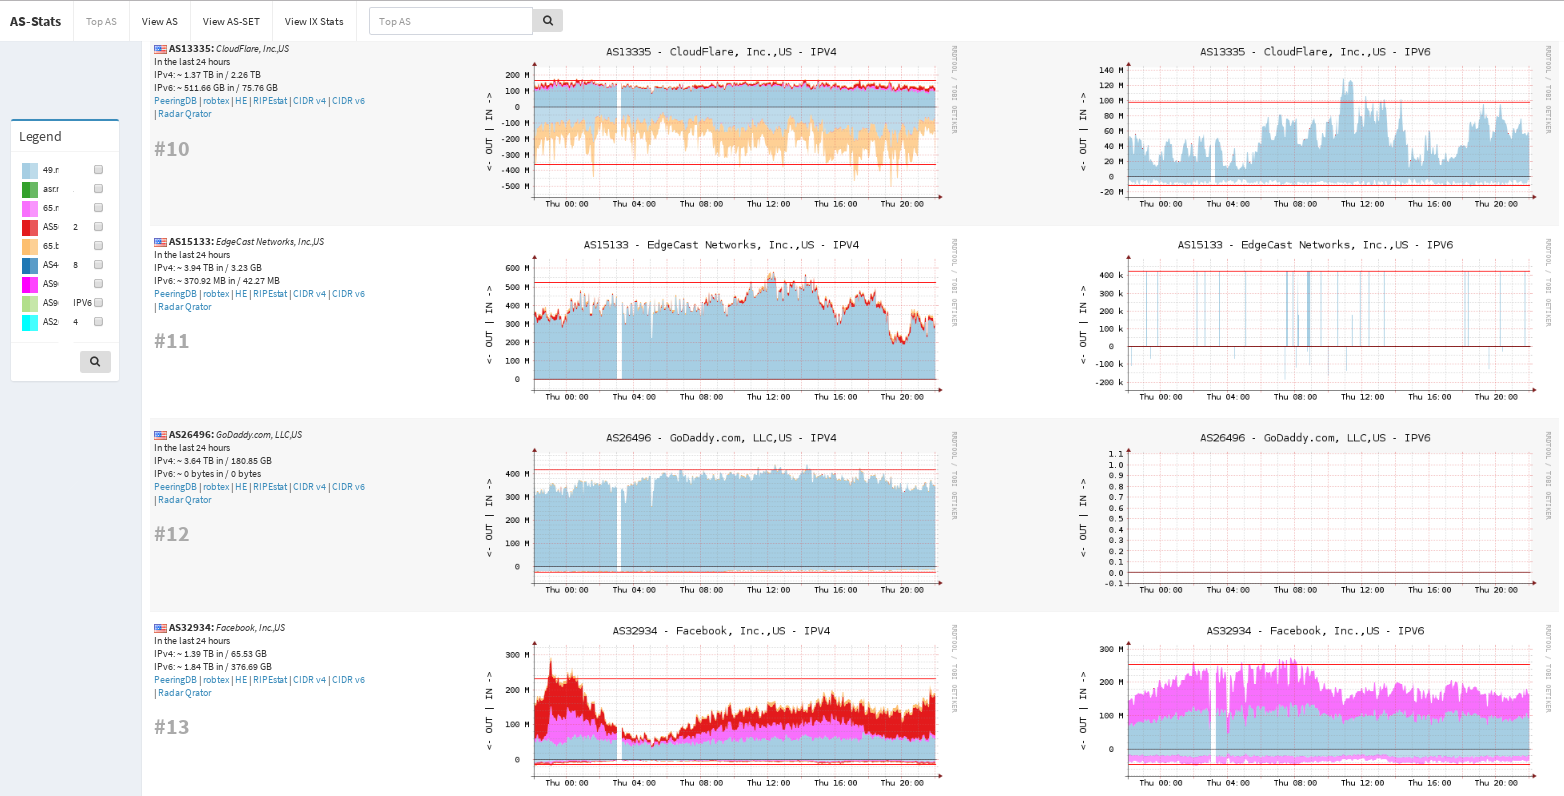 AS-Stats Top AS View AS View AS-SET View IX Stats Top AS
Legend
49.r
asr.r
65.r
AS5 2
65.b
AS4 8
AS9
AS9 IPV6
AS2 4
AS13335: CloudFlare, Inc.,US
In the last 24 hours
IPv4: ~ 1.37 TB in / 2.26 TB
IPv6: ~ 511.66 GB in / 75.76 GB
PeeringDB | robtex | HE | RIPEstat | CIDR v4 | CIDR v6
| Radar Qrator
#10
AS13335 - CloudFlare, Inc.,US - IPV4
200 M
100 M
0
-100 M
-200 M
-300 M
-400 M
-500 M
<- OUT | IN ->
Thu 00:00 Thu 04:00 Thu 08:00 Thu 12:00 Thu 16:00 Thu 20:00
RRDTOOL / TOBI OETIKER
AS13335 - CloudFlare, Inc.,US - IPV6
140 M
120 M
100 M
80 M
60 M
40 M
20 M
0
-20 M
<- OUT | IN ->
Thu 00:00 Thu 04:00 Thu 08:00 Thu 12:00 Thu 16:00 Thu 20:00
RRDTOOL / TOBI OETIKER
AS15133: EdgeCast Networks, Inc.,US
In the last 24 hours
IPv4: ~ 3.94 TB in / 3.23 GB
IPv6: ~ 370.92 MB in / 42.27 MB
PeeringDB | robtex | HE | RIPEstat | CIDR v4 | CIDR v6
| Radar Qrator
#11
AS15133 - EdgeCast Networks, Inc.,US - IPV4
600 M
500 M
400 M
300 M
200 M
100 M
0
<- OUT | IN ->
Thu 00:00 Thu 04:00 Thu 08:00 Thu 12:00 Thu 16:00 Thu 20:00
RRDTOOL / TOBI OETIKER
AS15133 - EdgeCast Networks, Inc.,US - IPV6
400 k
300 k
200 k
100 k
0
-100 k
-200 k
<- OUT | IN ->
Thu 00:00 Thu 04:00 Thu 08:00 Thu 12:00 Thu 16:00 Thu 20:00
RRDTOOL / TOBI OETIKER
AS26496: GoDaddy.com, LLC,US
In the last 24 hours
IPv4: ~ 3.64 TB in / 180.85 GB
IPv6: ~ 0 bytes in / 0 bytes
PeeringDB | robtex | HE | RIPEstat | CIDR v4 | CIDR v6
| Radar Qrator
#12
AS26496 - GoDaddy.com, LLC,US - IPV4
400 M
300 M
200 M
100 M
0
<- OUT | IN ->
Thu 00:00 Thu 04:00 Thu 08:00 Thu 12:00 Thu 16:00 Thu 20:00
RRDTOOL / TOBI OETIKER
AS26496 - GoDaddy.com, LLC,US - IPV6
1.1
1.0
0.9
0.8
0.7
0.6
0.5
0.4
0.3
0.2
0.1
0.0
-0.1
<- OUT | IN ->
Thu 00:00 Thu 04:00 Thu 08:00 Thu 12:00 Thu 16:00 Thu 20:00
RRDTOOL / TOBI OETIKER
AS32934: Facebook, Inc.,US
In the last 24 hours
IPv4: ~ 1.39 TB in / 65.53 GB
IPv6: ~ 1.84 TB in / 376.69 GB
PeeringDB | robtex | HE | RIPEstat | CIDR v4 | CIDR v6
| Radar Qrator
#13
AS32934 - Facebook, Inc.,US - IPV4
300 M
200 M
100 M
0
<- OUT | IN ->
Thu 00:00 Thu 04:00 Thu 08:00 Thu 12:00 Thu 16:00 Thu 20:00
RRDTOOL / TOBI OETIKER
AS32934 - Facebook, Inc.,US - IPV6
300 M
200 M
100 M
0
<- OUT | IN ->
Thu 00:00 Thu 04:00 Thu 08:00 Thu 12:00 Thu 16:00 Thu 20:00
RRDTOOL / TOBI OETIKER